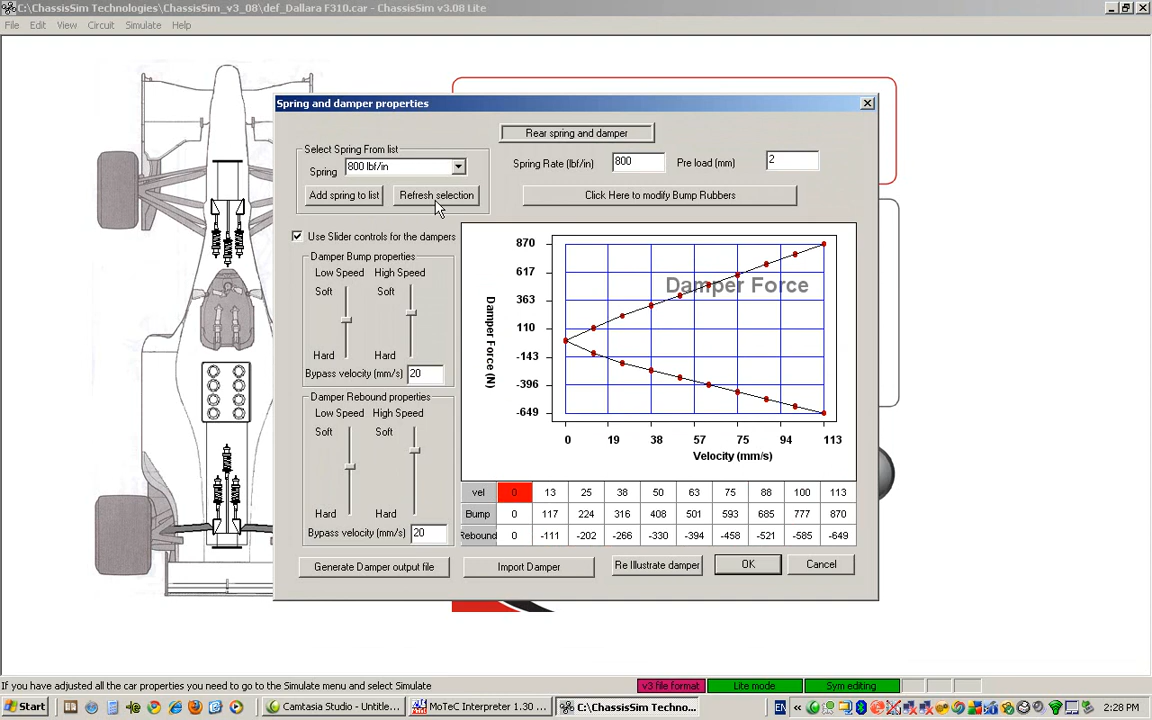 C:\ChassisSim Technologies\ChassisSim_v3_08\def_Dallara F310.car - ChassisSim v3.08 Lite
File Edit View Circuit Simulate Help
Spring and damper properties
Rear spring and damper
Select Spring From list
Spring 800 lbf/in
Spring Rate (lbf/in) 800 Pre load (mm) 2
Add spring to list Refresh selection Click Here to modify Bump Rubbers
Use Slider controls for the dampers
Damper Bump properties
Low Speed High Speed
Soft Soft
Hard Hard
Bypass velocity (mm/s) 20
Damper Rebound properties
Low Speed High Speed
Soft Soft
Hard Hard
Bypass velocity (mm/s) 20
Damper Force
Damper Force (N)
870
617
363
110
-143
-396
-649
0 19 38 57 75 94 113
Velocity (mm/s)
vel 0 13 25 38 50 63 75 88 100 113
Bump 0 117 224 316 408 501 593 685 777 870
Rebound 0 -111 -202 -266 -330 -394 -458 -521 -585 -649
Generate Damper output file Import Damper Re Illustrate damper OK Cancel
If you have adjusted all the car properties you need to go to the Simulate menu and select Simulate
v3 file format Lite mode Sym editing
Start Camtasia Studio - Untitle... MoTeC Interpreter 1.30 ... C:\ChassisSim Techno... EN 2:28 PM